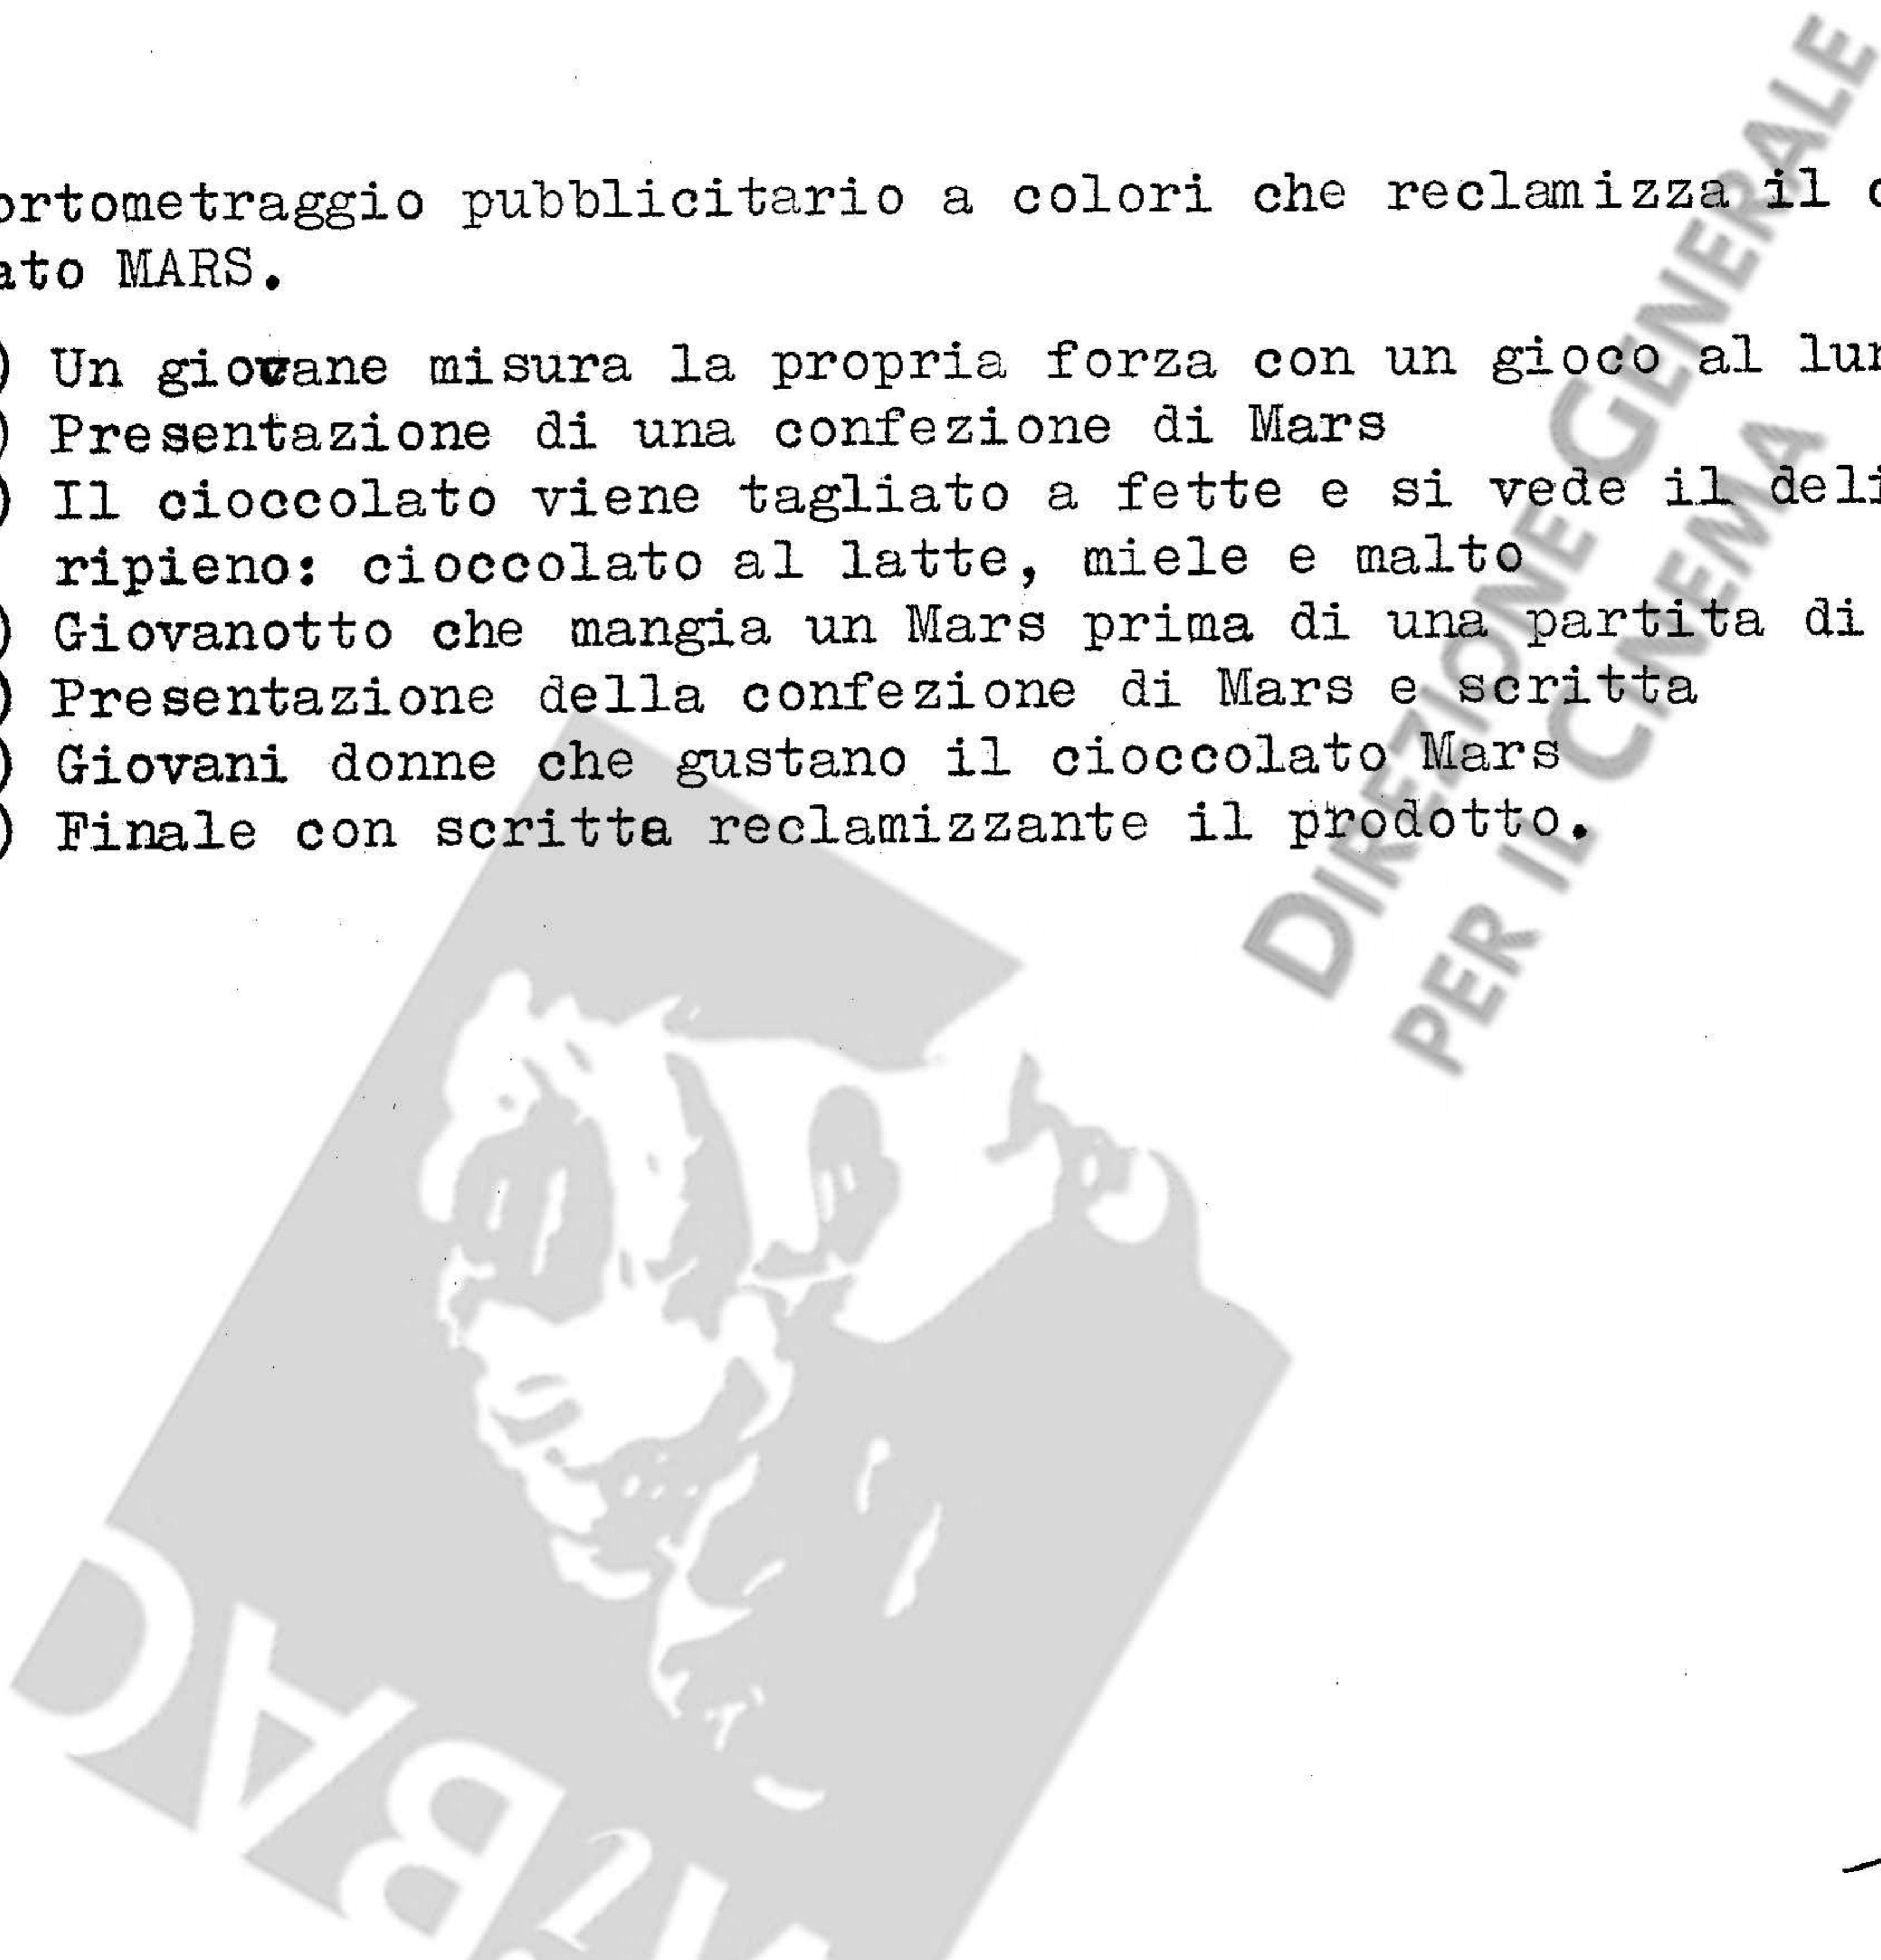 ortometraggio pubblicitario a colori che reclamizza il
ato MARS.
) Un giovane misura la propria forza con un gioco al lun
) Presentazione di una confezione di Mars
) Il cioccolato viene tagliato a fette e si vede il deli
ripieno: cioccolato al latte, miele e malto
) Giovanotto che mangia un Mars prima di una partita di
) Presentazione della confezione di Mars e scritta
) Giovani donne che gustano il cioccolato Mars
) Finale con scritta reclamizzante il prodotto.
DIREZIONE GENERALE
PER IL CINEMA
MiBAC